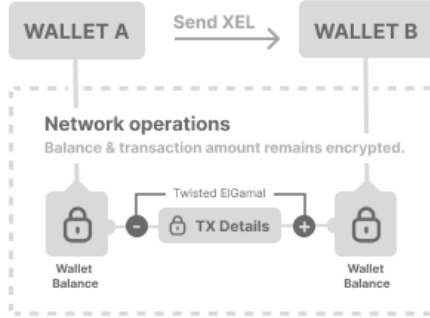 WALLET A
Send XEL
WALLET B
Network operations
Balance & transaction amount remains encrypted.
Twisted ElGamal
-
TX Details
+
Wallet
Balance
Wallet
Balance